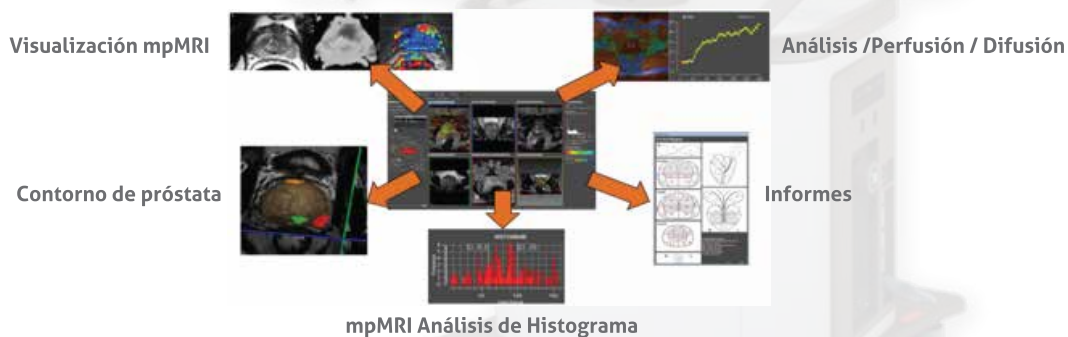 Visualización mpMRI
Análisis /Perfusión / Difusión
Contorno de próstata
Informes
mpMRI Análisis de Histograma